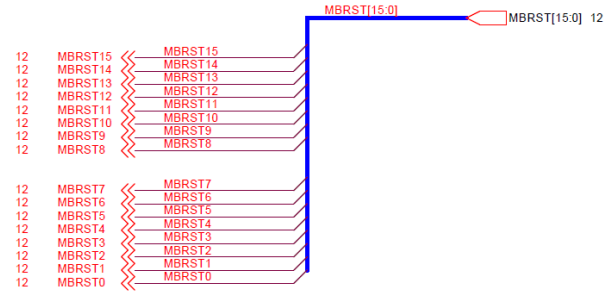 MBRST[15:0]
MBRST[15:0] 12
12 MBRST15 MBRST15
12 MBRST14 MBRST14
12 MBRST13 MBRST13
12 MBRST12 MBRST12
12 MBRST11 MBRST11
12 MBRST10 MBRST10
12 MBRST9 MBRST9
12 MBRST8 MBRST8
12 MBRST7 MBRST7
12 MBRST6 MBRST6
12 MBRST5 MBRST5
12 MBRST4 MBRST4
12 MBRST3 MBRST3
12 MBRST2 MBRST2
12 MBRST1 MBRST1
12 MBRST0 MBRST0